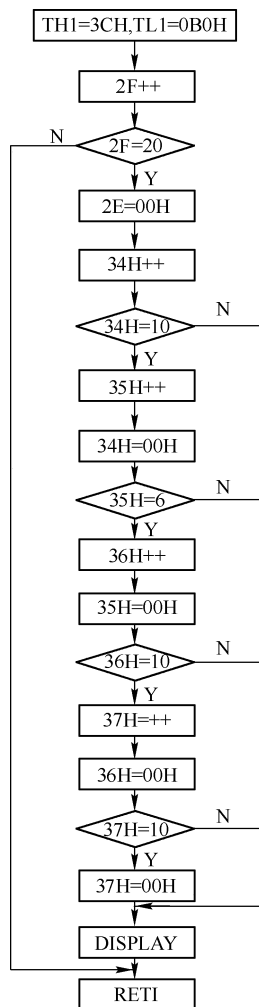 TH1=3CH,TL1=0B0H
2F++
N
2F=20
Y
2E=00H
34H++
N
34H=10
Y
35H++
34H=00H
N
35H=6
Y
36H++
35H=00H
N
36H=10
Y
37H=++
36H=00H
N
37H=10
Y
37H=00H
DISPLAY
RETI